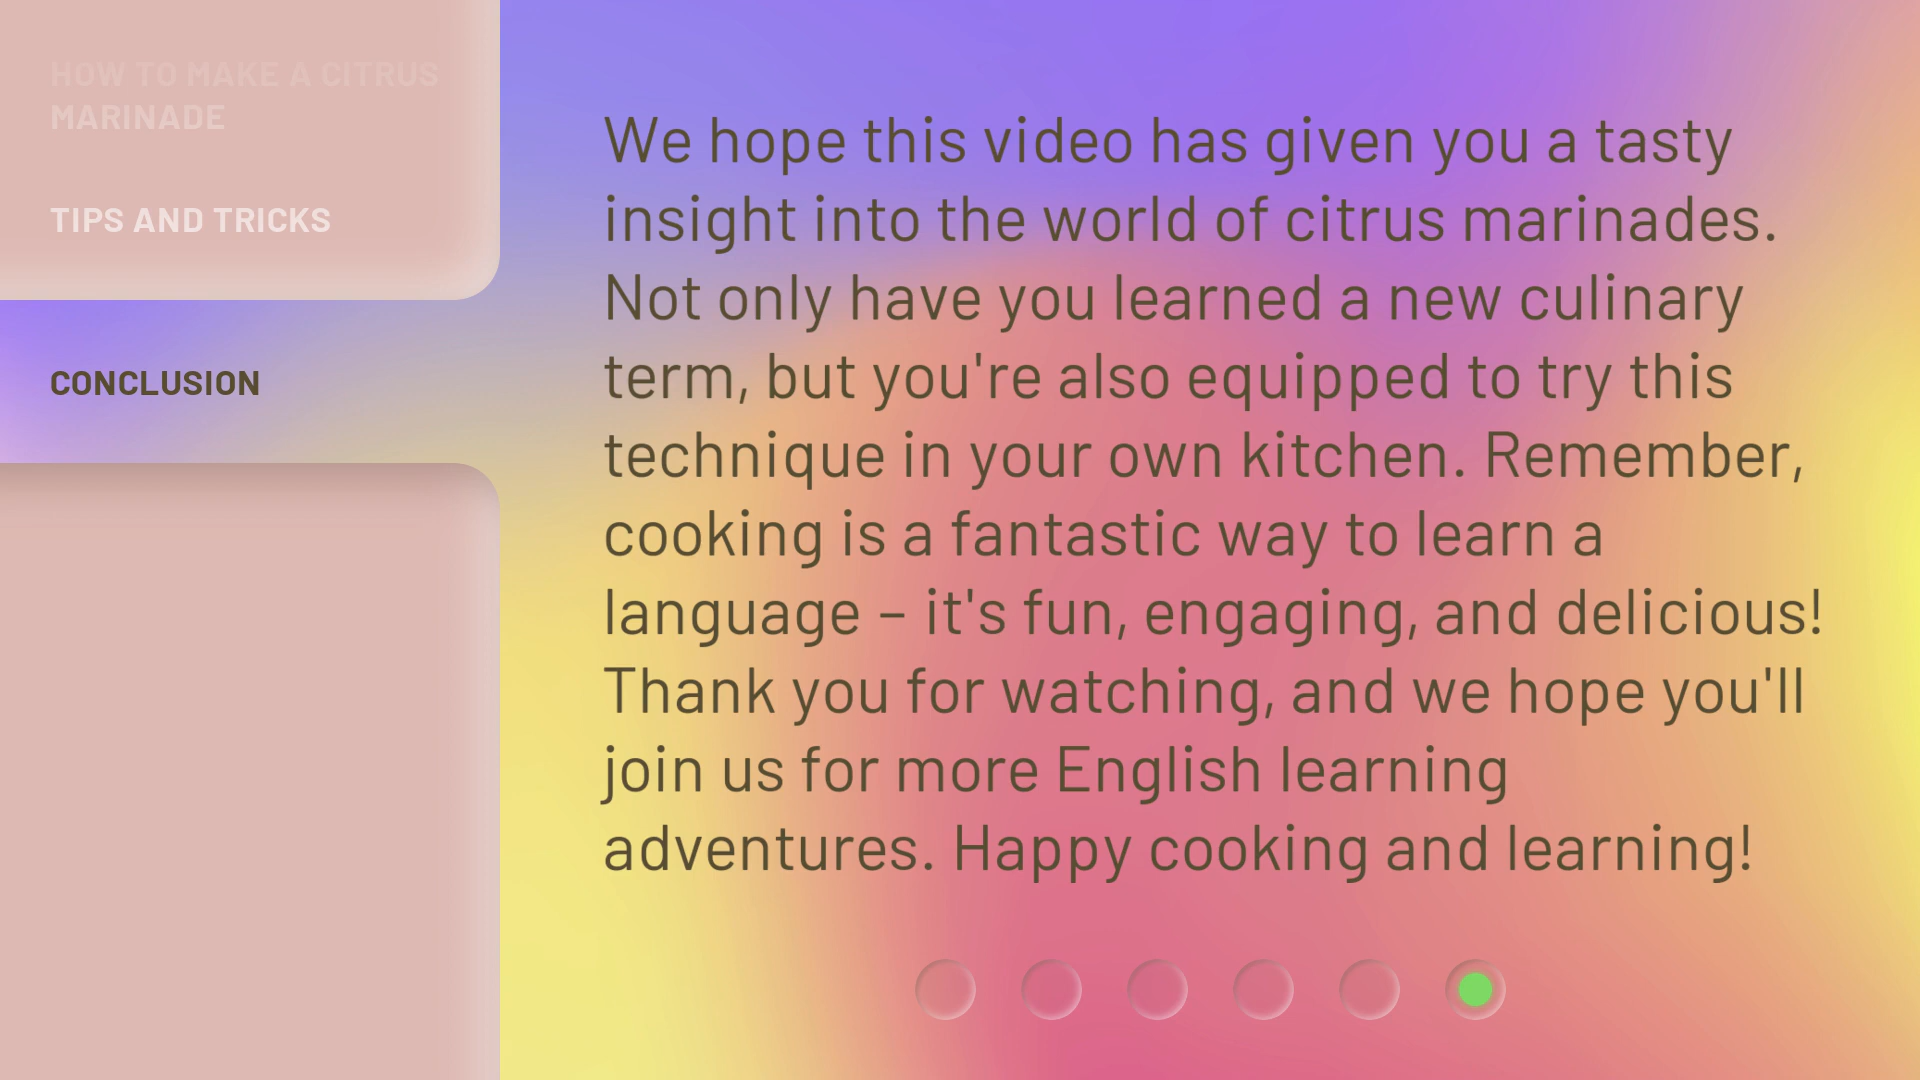 HOW TO MAKE A CITRUS
MARINADE
TIPS AND TRICKS
CONCLUSION
We hope this video has given you a tasty
insight into the world of citrus marinades.
Not only have you learned a new culinary
term, but you're also equipped to try this
technique in your own kitchen. Remember,
cooking is a fantastic way to learn a
language – it's fun, engaging, and delicious!
Thank you for watching, and we hope you'll
join us for more English learning
adventures. Happy cooking and learning!